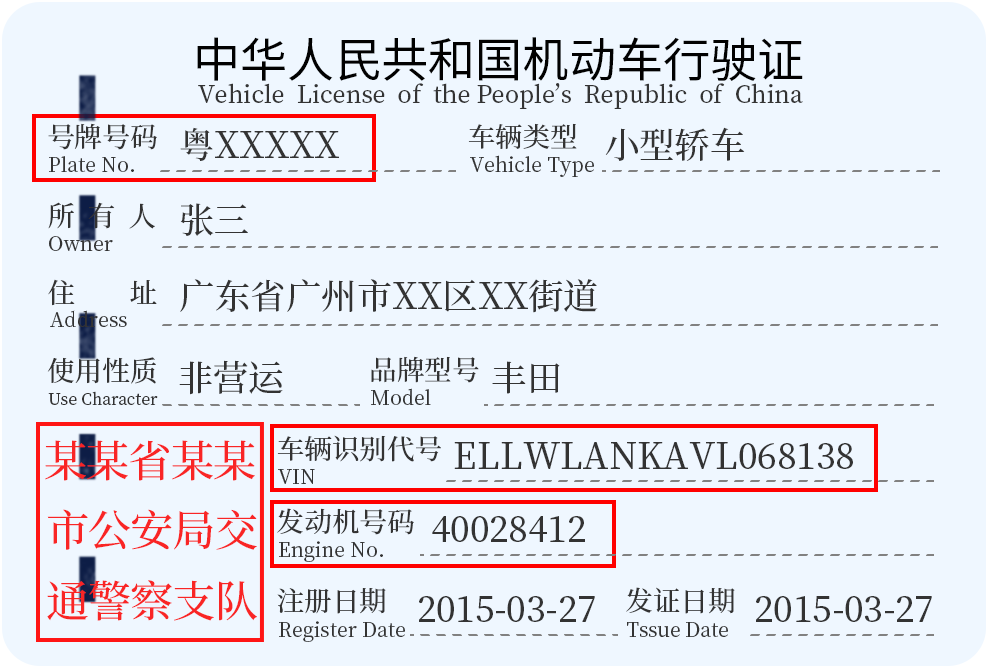 中华人民共和国机动车行驶证
Vehicle License of the People's Republic of China
号牌号码 粤XXXXX 车辆类型 小型轿车
Plate No. Vehicle Type
所有人 张三
Owner
住址 广东省广州市XX区XX街道
Address
使用性质 非营运 品牌型号 丰田
Use Character Model
某某省某某
市公安局交
通警察支队
车辆识别代号 ELLWLANKAVL068138
VIN
发动机号码 40028412
Engine No.
注册日期 2015-03-27 发证日期 2015-03-27
Register Date Tssue Date